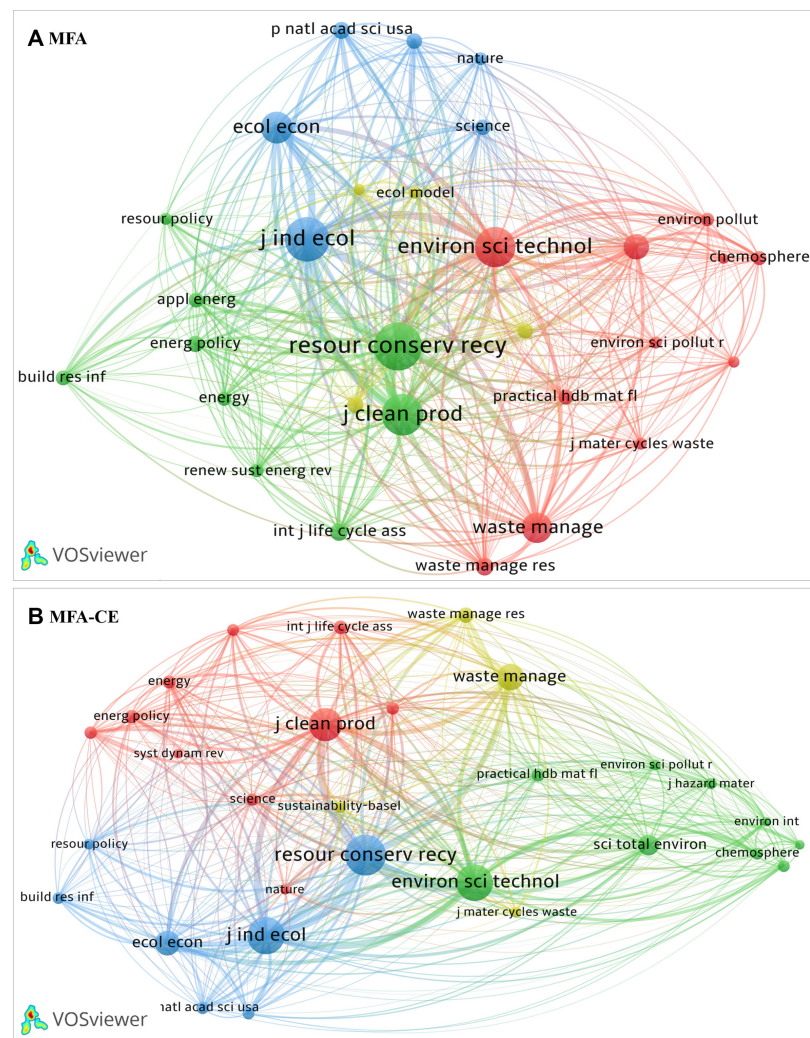 A MFA
p natl acad sci usa
nature
ecol econ
science
ecol model
resour policy
environ pollut
j ind ecol
environ sci technol
chemosphere
appl energ
energ policy
resour conserv recy
environ sci pollut r
build res inf
energy
practical hdb mat fl
j clean prod
j mater cycles waste
renew sust energ rev
int j life cycle ass
waste manage
VOSviewer
waste manage res
B MFA-CE
waste manage res
int j life cycle ass
energy
waste manage
energ policy
j clean prod
syst dynam rev
environ sci pollut r
practical hdb mat fl
j hazard mater
science
sustainability-basel
environ int
resour policy
sci total environ
chemosphere
resour conserv recy
environ sci technol
nature
build res inf
j mater cycles waste
ecol econ
j ind ecol
natl acad sci usa
VOSviewer